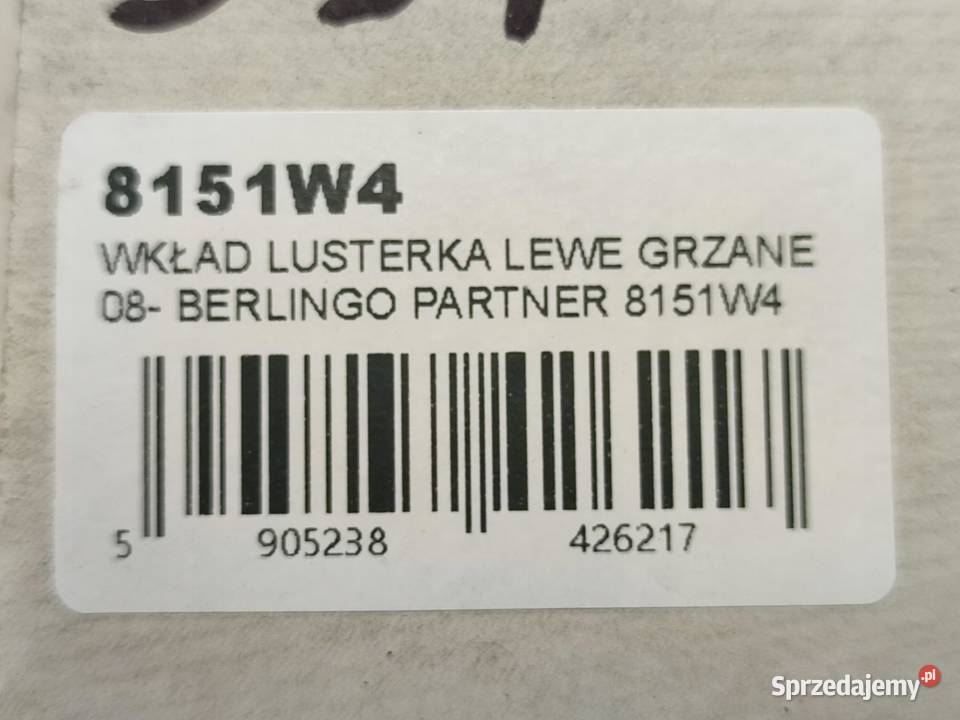 8151W4
WKŁAD LUSTERKA LEWE GRZANE
08- BERLINGO PARTNER 8151W4
5 905238 426217
Sprzedajemy.pl